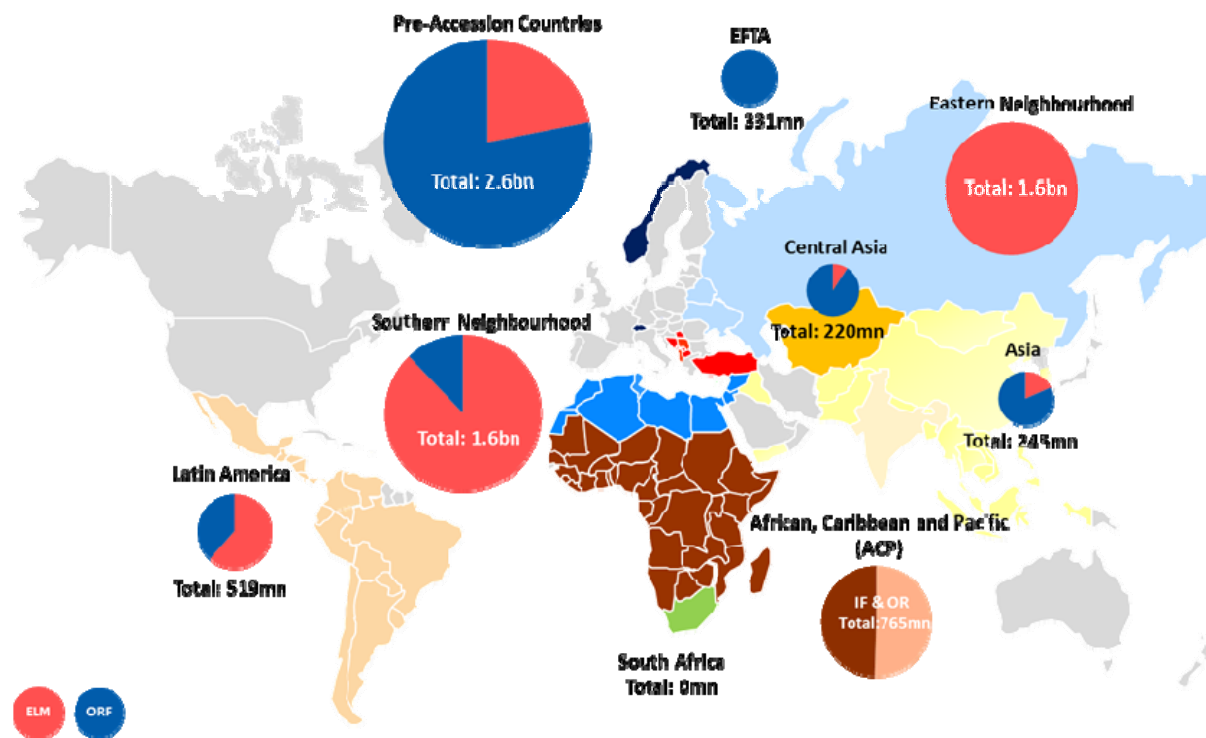 Pre-Accession Countries
Total: 2.6bn
EFTA
Total: 331mn
Eastern Neighbourhood
Total: 1.6bn
Central Asia
Total: 220mn
Southern Neighbourhood
Total: 1.6bn
Asia
Total: 245mn
Latin America
Total: 519mn
African, Caribbean and Pacific
(ACP)
IF & OR
Total:765mn
South Africa
Total: 0mn
ELM
ORF